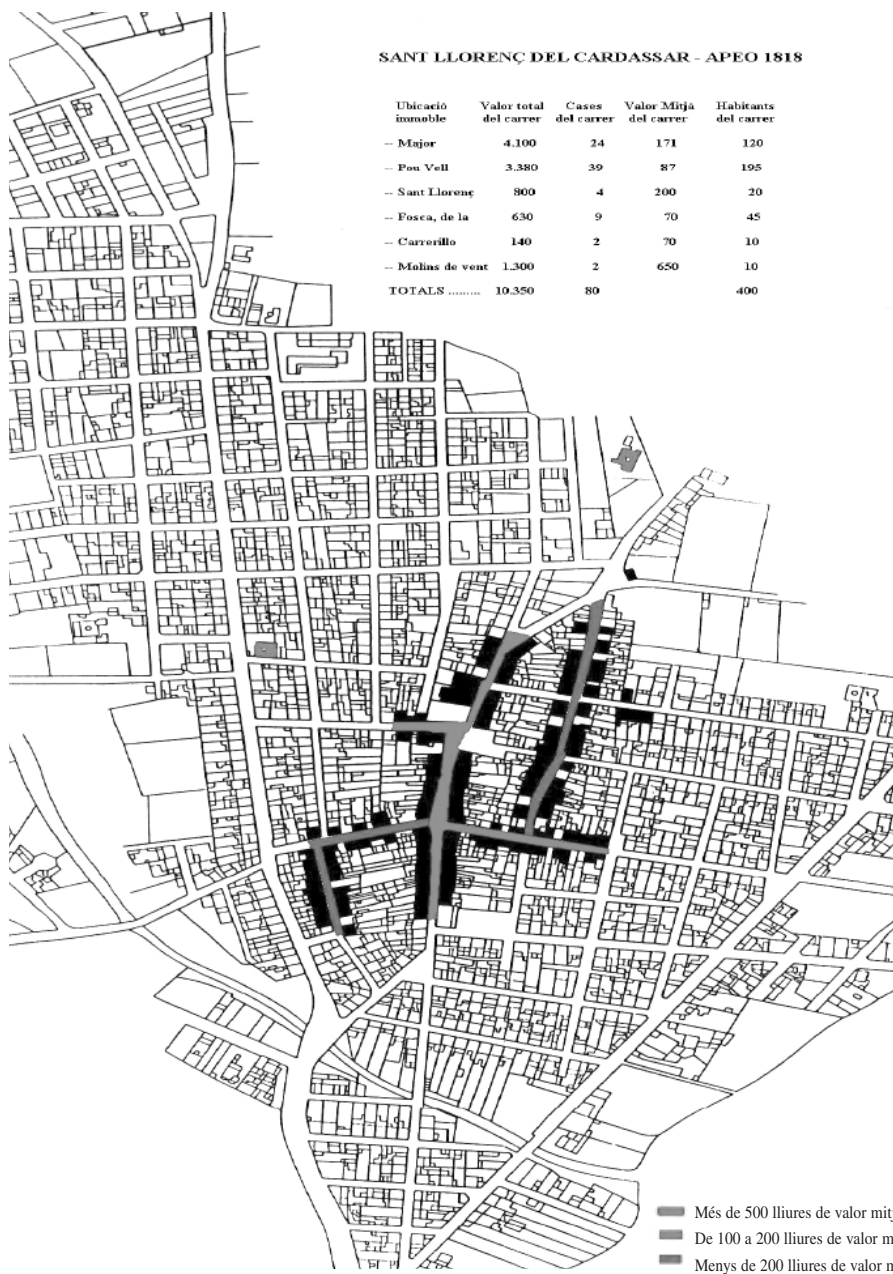 SANT LLORENÇ DEL CARDASSAR - APEO 1818
Ubicació immoble Valor total del carrer Cases del carrer Valor Mitjà del carrer Habitants del carrer
-- Major 4.100 24 171 120
-- Pou Vell 3.380 39 87 195
-- Sant Llorenç 800 4 200 20
-- Fosca, de la 630 9 70 45
-- Carrerillo 140 2 70 10
-- Molins de vent 1.300 2 650 10
TOTALS ......... 10.350 80 400
Més de 500 lliures de valor mitj
De 100 a 200 lliures de valor m
Menys de 200 lliures de valor m